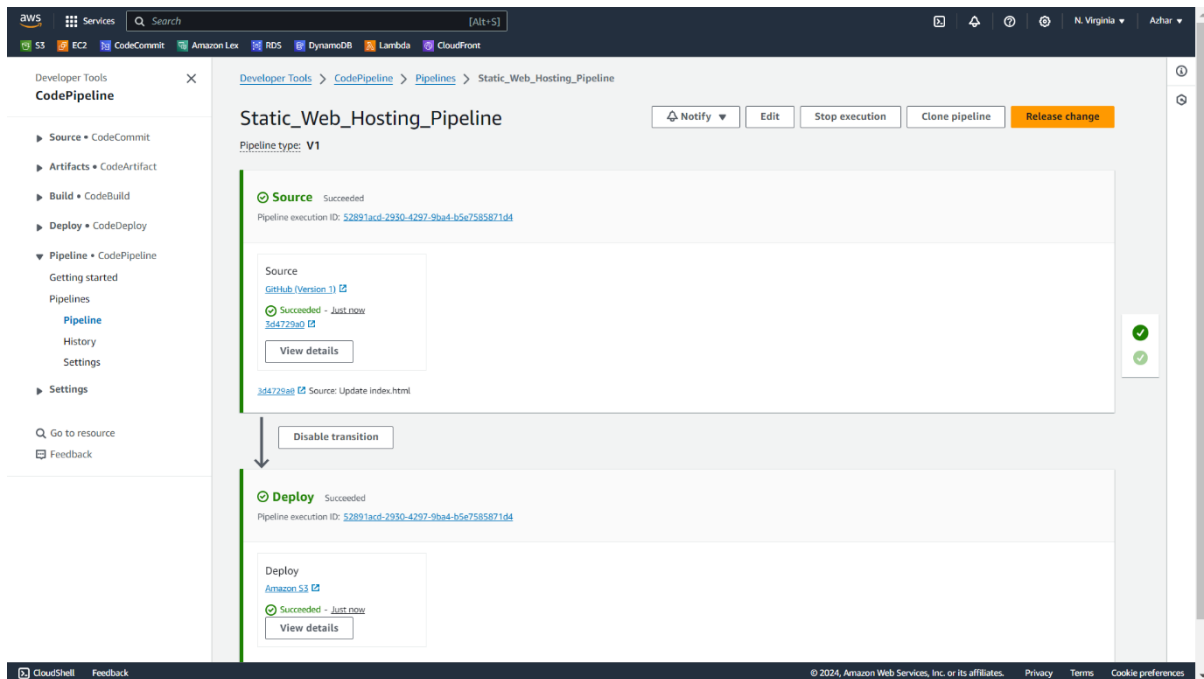 aws Services Search [Alt+S] N. Virginia Azhar
S3 EC2 CodeCommit Amazon Lex RDS DynamoDB Lambda CloudFront
Developer Tools
CodePipeline
Source • CodeCommit
Artifacts • CodeArtifact
Build • CodeBuild
Deploy • CodeDeploy
Pipeline • CodePipeline
Getting started
Pipelines
Pipeline
History
Settings
Settings
Go to resource
Feedback
Developer Tools > CodePipeline > Pipelines > Static_Web_Hosting_Pipeline
Static_Web_Hosting_Pipeline
Notify Edit Stop execution Clone pipeline Release change
Pipeline type: V1
Source Succeeded
Pipeline execution ID: 52891acd-2930-4297-9ba4-b5e7585871d4
Source
GitHub (Version 1)
Succeeded - Just now
3d4729a0
View details
3d4729a0 Source: Update index.html
Disable transition
Deploy Succeeded
Pipeline execution ID: 52891acd-2930-4297-9ba4-b5e7585871d4
Deploy
Amazon S3
Succeeded - Just now
View details
CloudShell Feedback © 2024, Amazon Web Services, Inc. or its affiliates. Privacy Terms Cookie preferences